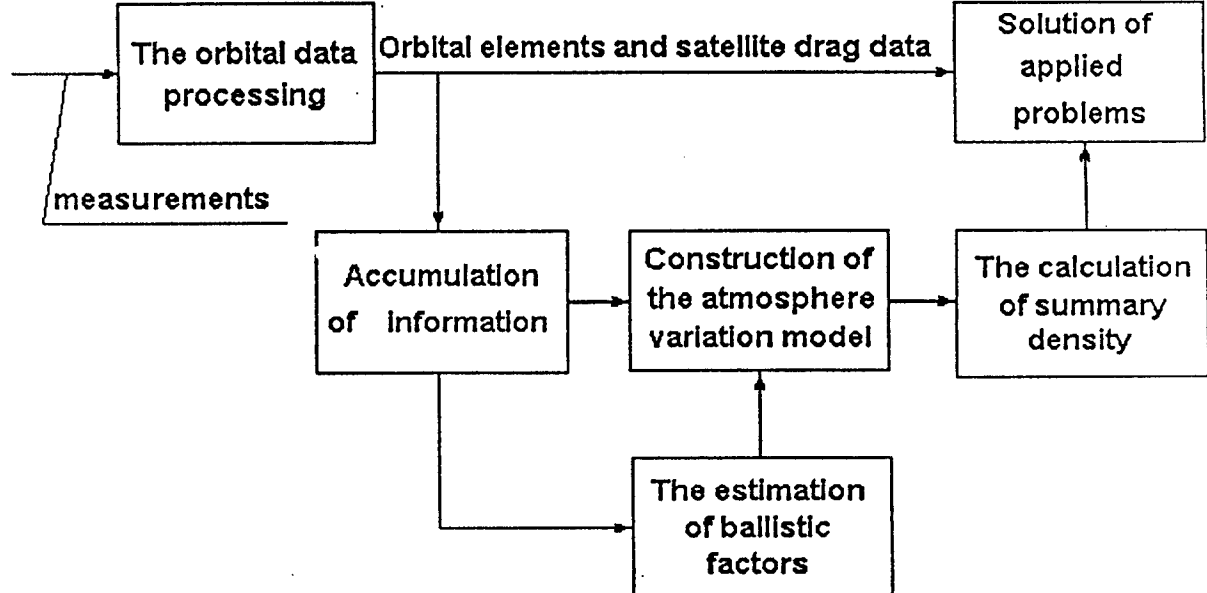 The orbital data
processing
Orbital elements and satellite drag data
Solution of
applied
problems
measurements
Accumulation
of information
Construction of
the atmosphere
variation model
The calculation
of summary
density
The estimation
of ballistic
factors